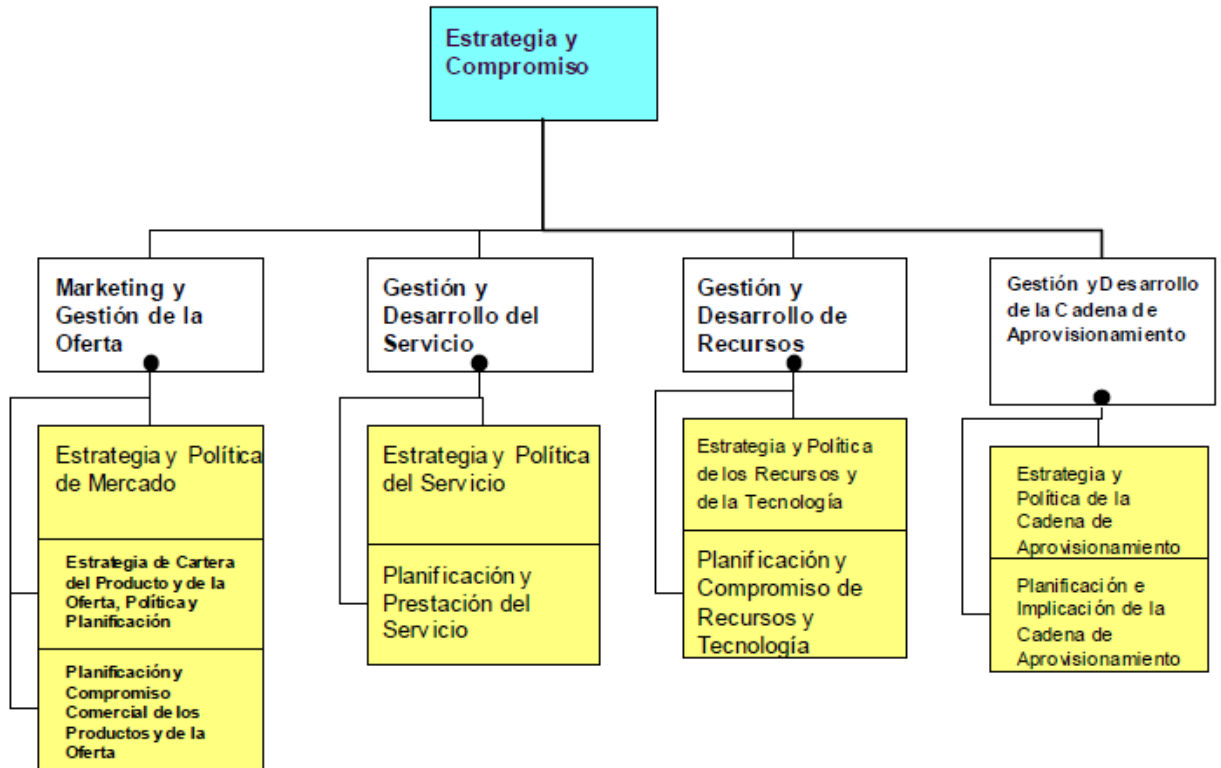 Estrategia y
Compromiso
Marketing y
Gestión de la
Oferta
Gestión y
Desarrollo del
Servicio
Gestión y
Desarrollo de
Recursos
Gestión y Desarrollo
de la Cadena de
Aprovisionamiento
Estrategia y Política
de Mercado
Estrategia de Cartera
del Producto y de la
Oferta, Política y
Planificación
Planificación y
Compromiso
Comercial de los
Productos y de la
Oferta
Estrategia y Política
del Servicio
Planificación y
Prestación del
Servicio
Estrategia y Política
de los Recursos y
de la Tecnología
Planificación y
Compromiso de
Recursos y
Tecnología
Estrategia y
Política de la
Cadena de
Aprovisionamiento
Planificación e
Implicación de la
Cadena de
Aprovisionamiento